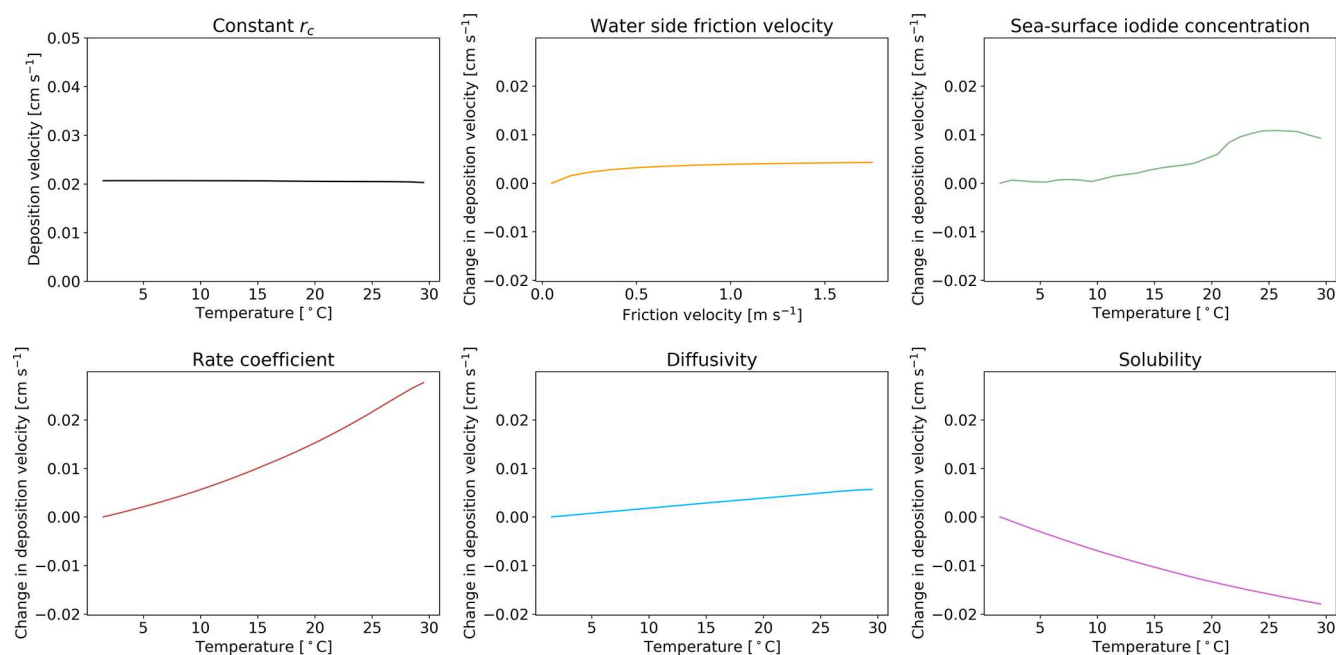 Constant r_c
Deposition velocity [cm s⁻¹]
0.05
0.04
0.03
0.02
0.01
0.00
5 10 15 20 25 30
Temperature [°C]
Water side friction velocity
Change in deposition velocity [cm s⁻¹]
0.02
0.01
0.00
−0.01
−0.02
0.0 0.5 1.0 1.5
Friction velocity [m s⁻¹]
Sea-surface iodide concentration
Change in deposition velocity [cm s⁻¹]
0.02
0.01
0.00
−0.01
−0.02
5 10 15 20 25 30
Temperature [°C]
Rate coefficient
Change in deposition velocity [cm s⁻¹]
0.02
0.01
0.00
−0.01
−0.02
5 10 15 20 25 30
Temperature [°C]
Diffusivity
Change in deposition velocity [cm s⁻¹]
0.02
0.01
0.00
−0.01
−0.02
5 10 15 20 25 30
Temperature [°C]
Solubility
Change in deposition velocity [cm s⁻¹]
0.02
0.01
0.00
−0.01
−0.02
5 10 15 20 25 30
Temperature [°C]